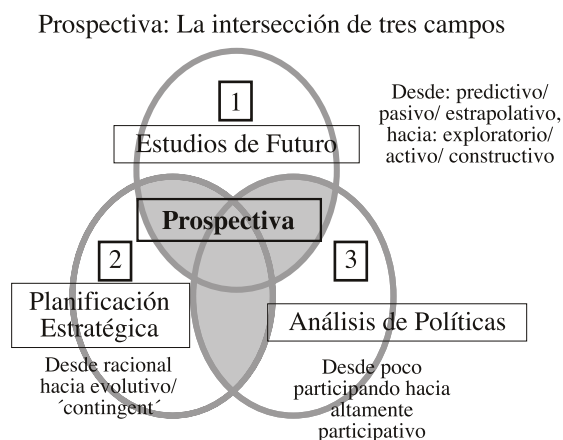 Prospectiva: La intersección de tres campos
1
Estudios de Futuro
Desde: predictivo/
pasivo/ estrapolativo,
hacia: exploratorio/
activo/ constructivo
Prospectiva
2
Planificación
Estratégica
Desde racional
hacia evolutivo/
´contingent´
3
Análisis de Políticas
Desde poco
participando hacia
altamente
participativo